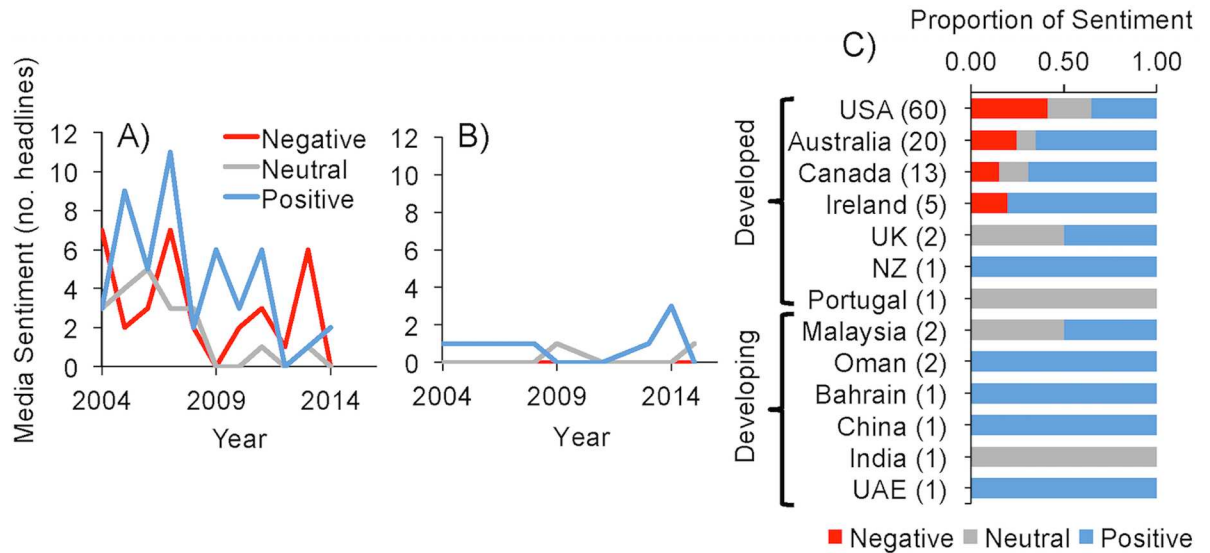 A)
Media Sentiment (no. headlines)
12
10
8
6
4
2
0
2004
2009
2014
Year
Negative
Neutral
Positive
B)
12
10
8
6
4
2
0
2004
2009
2014
Year
C)
Proportion of Sentiment
0.00 0.50 1.00
Developed
USA (60)
Australia (20)
Canada (13)
Ireland (5)
UK (2)
NZ (1)
Portugal (1)
Developing
Malaysia (2)
Oman (2)
Bahrain (1)
China (1)
India (1)
UAE (1)
Negative Neutral Positive